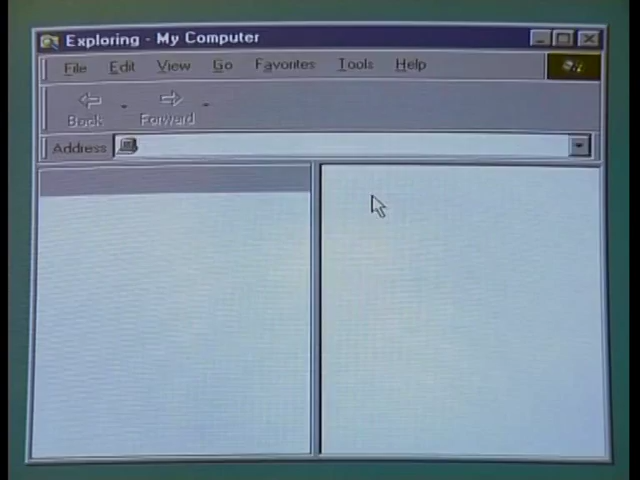 Exploring - My Computer
File Edit View Go Favorites Tools Help
Back Forward
Address